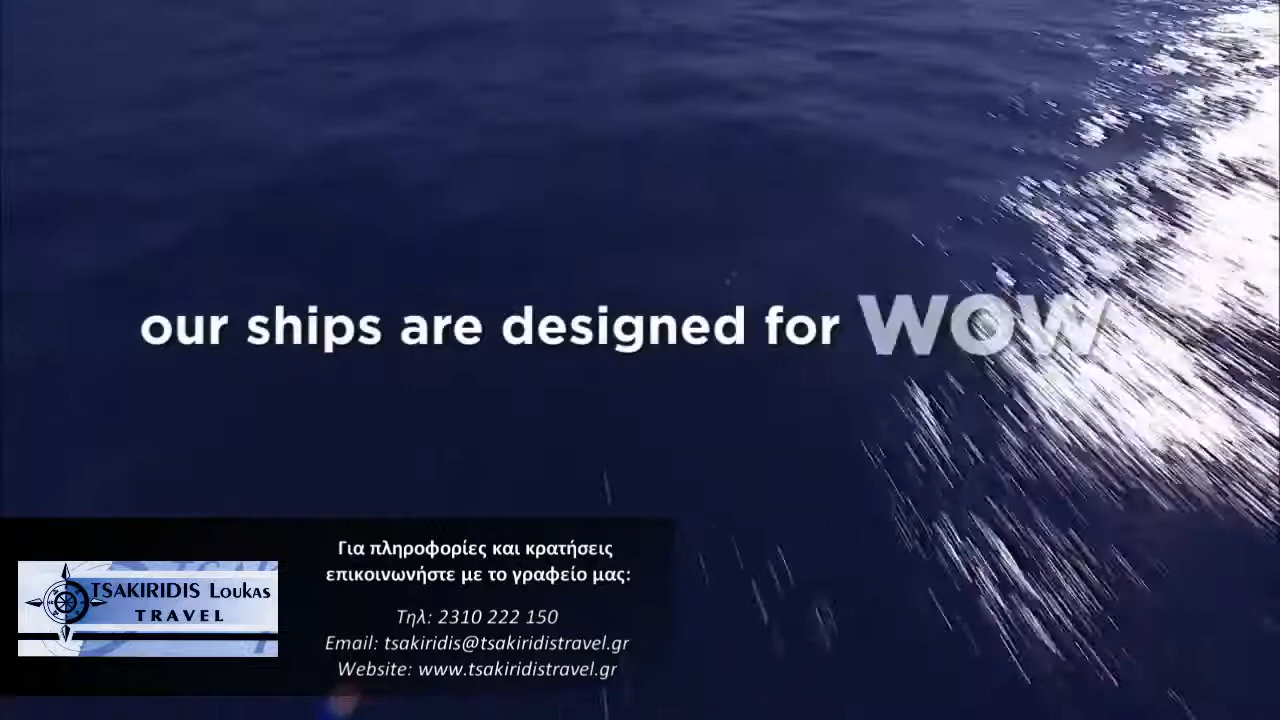 our ships are designed for WOW
TSAKIRIDIS Loukas
TRAVEL
Για πληροφορίες και κρατήσεις
επικοινωνήστε με το γραφείο μας:
Τηλ: 2310 222 150
Email: tsakiridis@tsakiridistravel.gr
Website: www.tsakiridistravel.gr